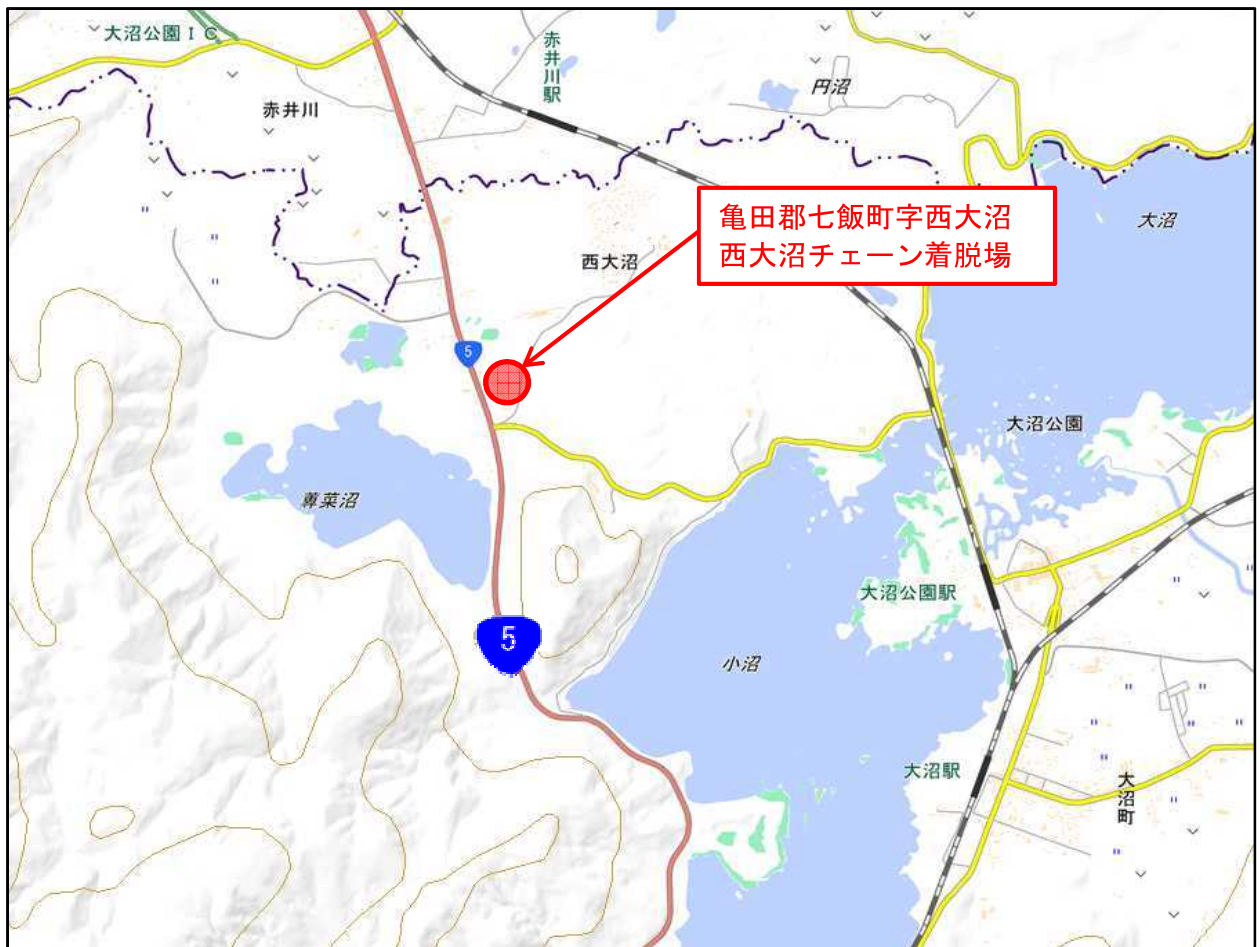 大沼公園ＩＣ
赤井川駅
赤井川
円沼
亀田郡七飯町字西大沼
西大沼チェーン着脱場
大沼
西大沼
5
大沼公園
蓴菜沼
大沼公園駅
5
小沼
大沼駅
大沼町